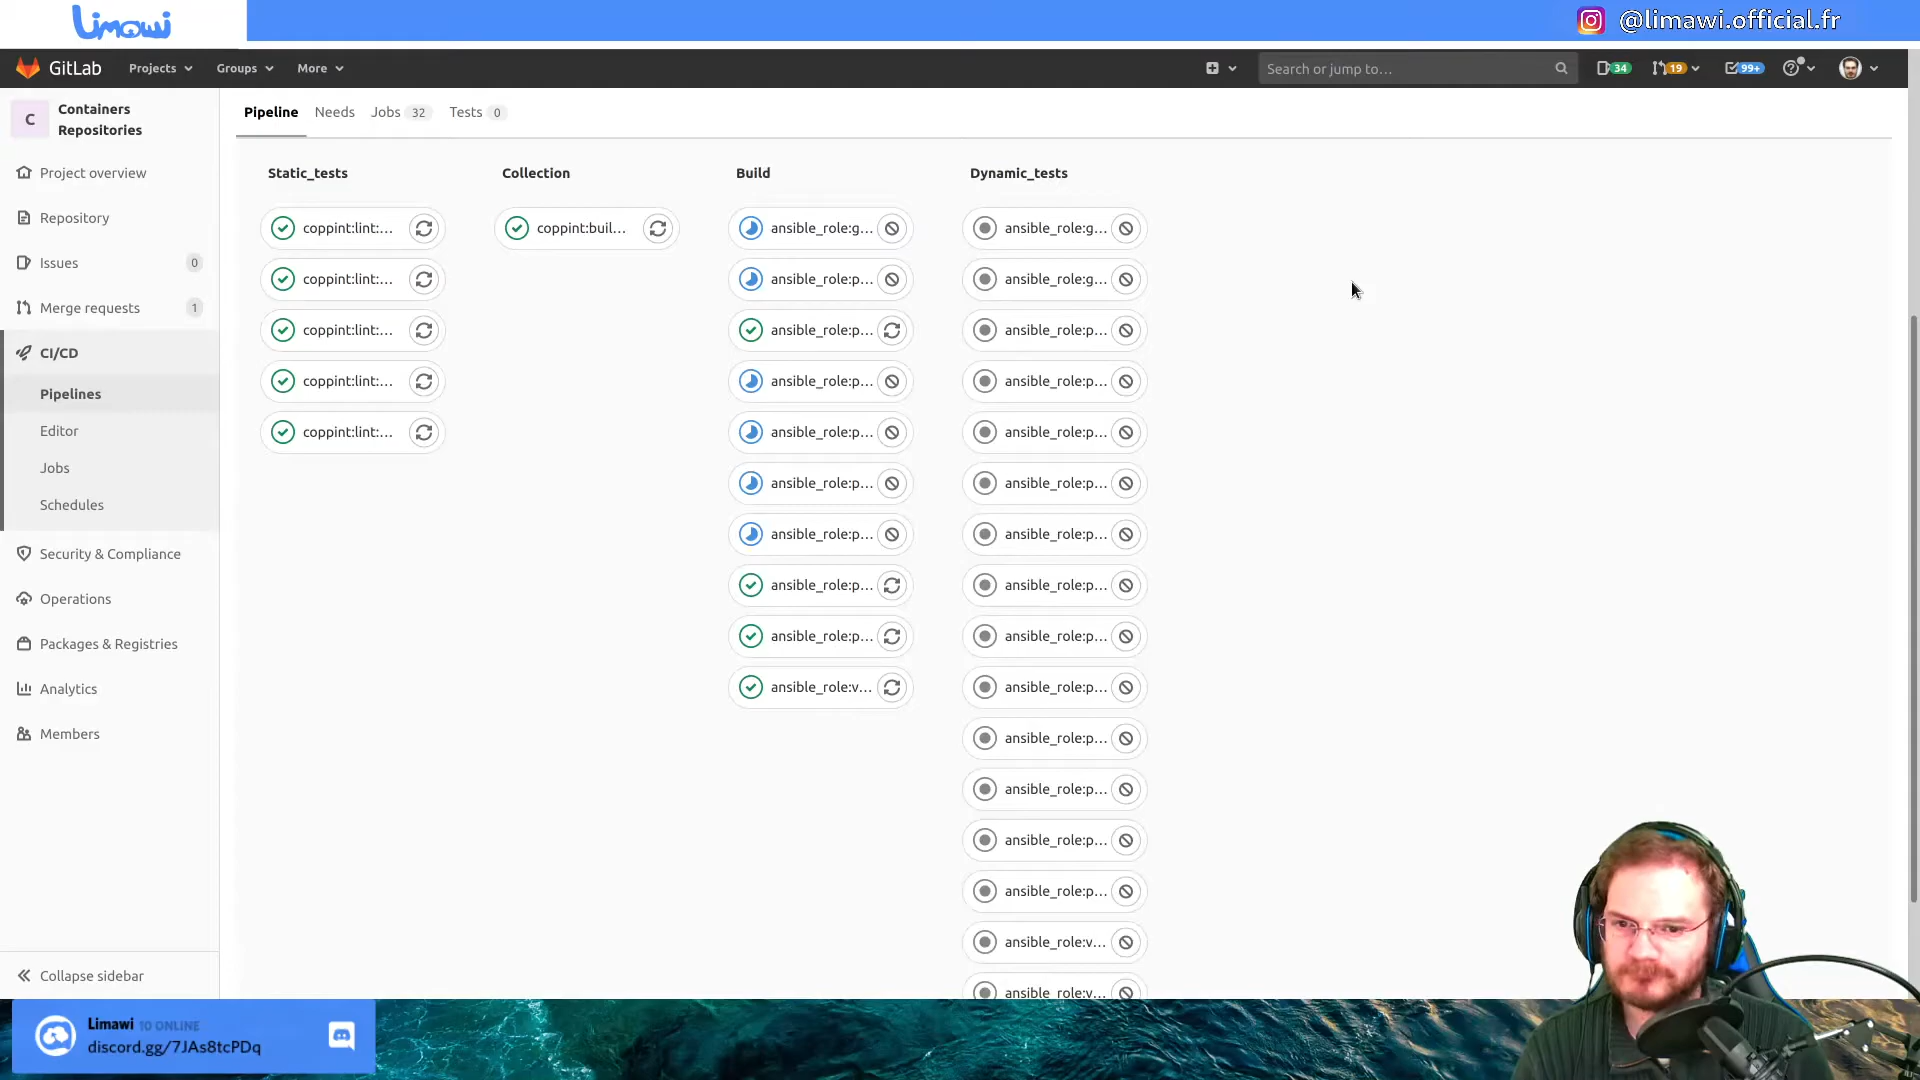 Limawi
@limawi.official.fr
GitLab
Projects
Groups
More
Search or jump to...
34
19
99+
C
Containers
Repositories
Project overview
Repository
Issues
0
Merge requests
1
CI/CD
Pipelines
Editor
Jobs
Schedules
Security & Compliance
Operations
Packages & Registries
Analytics
Members
Collapse sidebar
Pipeline
Needs
Jobs 32
Tests 0
Static_tests
coppint:lint:...
coppint:lint:...
coppint:lint:...
coppint:lint:...
coppint:lint:...
Collection
coppint:buil...
Build
ansible_role:g...
ansible_role:p...
ansible_role:p...
ansible_role:p...
ansible_role:p...
ansible_role:p...
ansible_role:p...
ansible_role:p...
ansible_role:p...
ansible_role:v...
Dynamic_tests
ansible_role:g...
ansible_role:g...
ansible_role:p...
ansible_role:p...
ansible_role:p...
ansible_role:p...
ansible_role:p...
ansible_role:p...
ansible_role:p...
ansible_role:p...
ansible_role:p...
ansible_role:p...
ansible_role:p...
ansible_role:p...
ansible_role:v...
ansible_role:v...
Limawi 10 ONLINE
discord.gg/7JAs8tcPDq